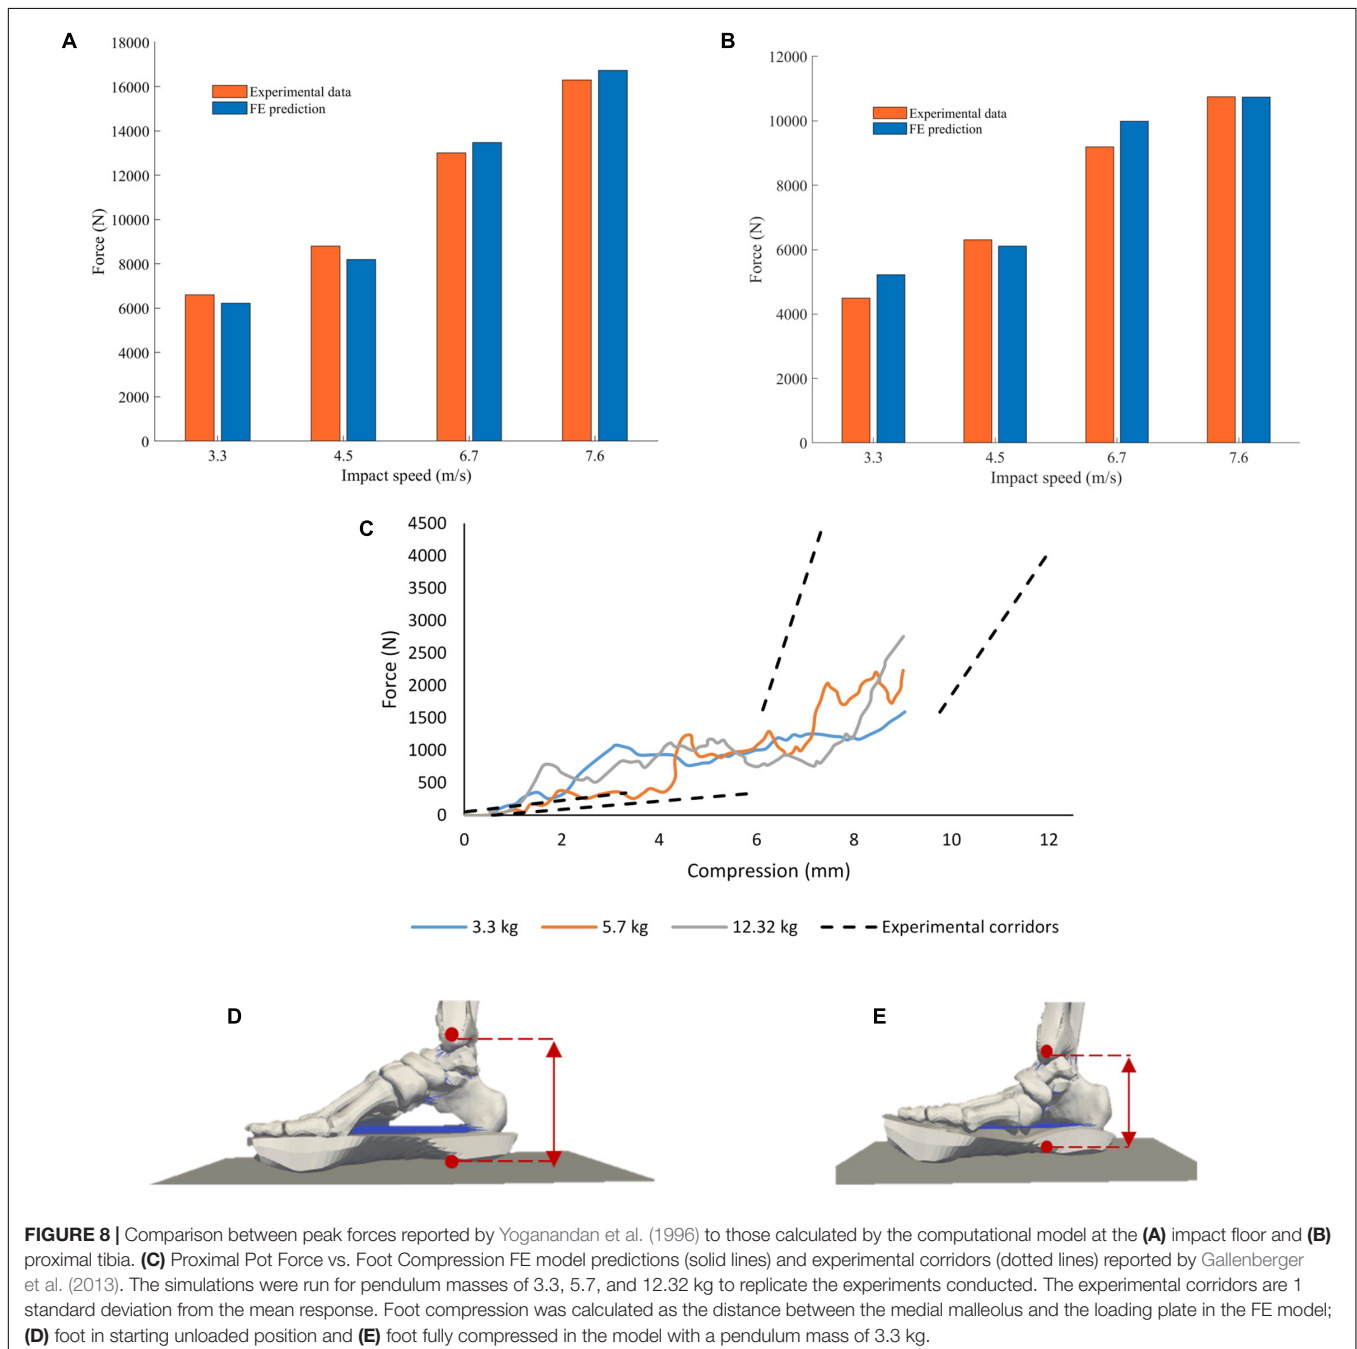 A
18000
16000
14000
12000
10000
8000
6000
4000
2000
0
Force (N)
Experimental data
FE prediction
3.3 4.5 6.7 7.6
Impact speed (m/s)
B
12000
10000
8000
6000
4000
2000
0
Force (N)
Experimental data
FE prediction
3.3 4.5 6.7 7.6
Impact speed (m/s)
C
4500
4000
3500
3000
2500
2000
1500
1000
500
0
Force (N)
0 2 4 6 8 10 12
Compression (mm)
3.3 kg 5.7 kg 12.32 kg Experimental corridors
D
E
FIGURE 8 | Comparison between peak forces reported by Yoganandan et al. (1996) to those calculated by the computational model at the (A) impact floor and (B)
proximal tibia. (C) Proximal Pot Force vs. Foot Compression FE model predictions (solid lines) and experimental corridors (dotted lines) reported by Gallenberger
et al. (2013). The simulations were run for pendulum masses of 3.3, 5.7, and 12.32 kg to replicate the experiments conducted. The experimental corridors are 1
standard deviation from the mean response. Foot compression was calculated as the distance between the medial malleolus and the loading plate in the FE model;
(D) foot in starting unloaded position and (E) foot fully compressed in the model with a pendulum mass of 3.3 kg.